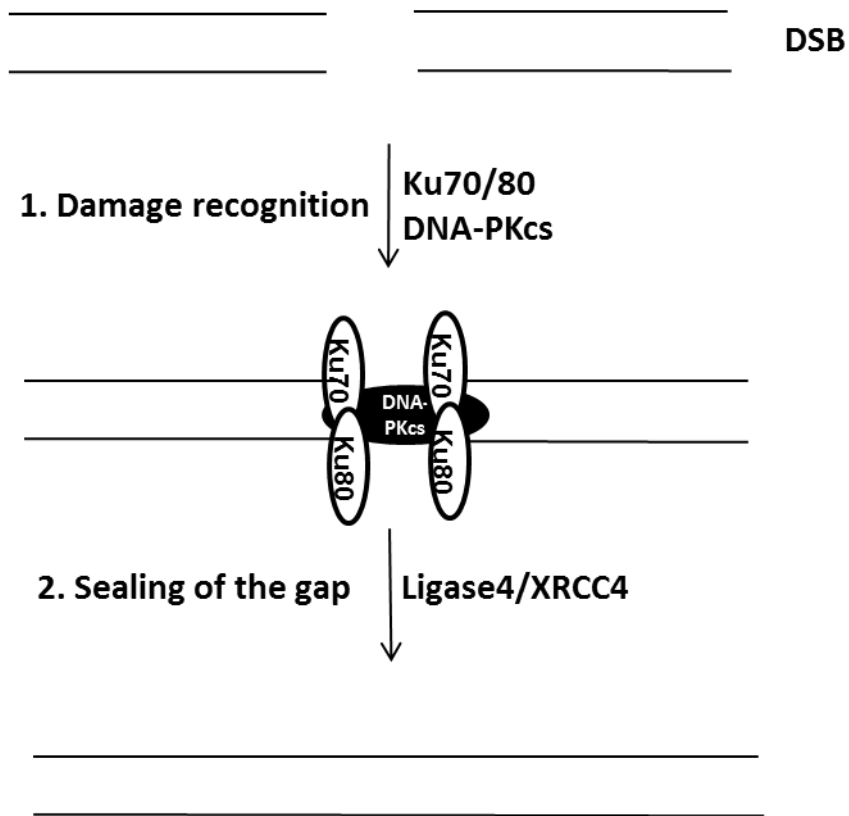 DSB
1. Damage recognition
Ku70/80
DNA-PKcs
Ku70
Ku70
DNA-
PKcs
Ku80
Ku80
2. Sealing of the gap
Ligase4/XRCC4